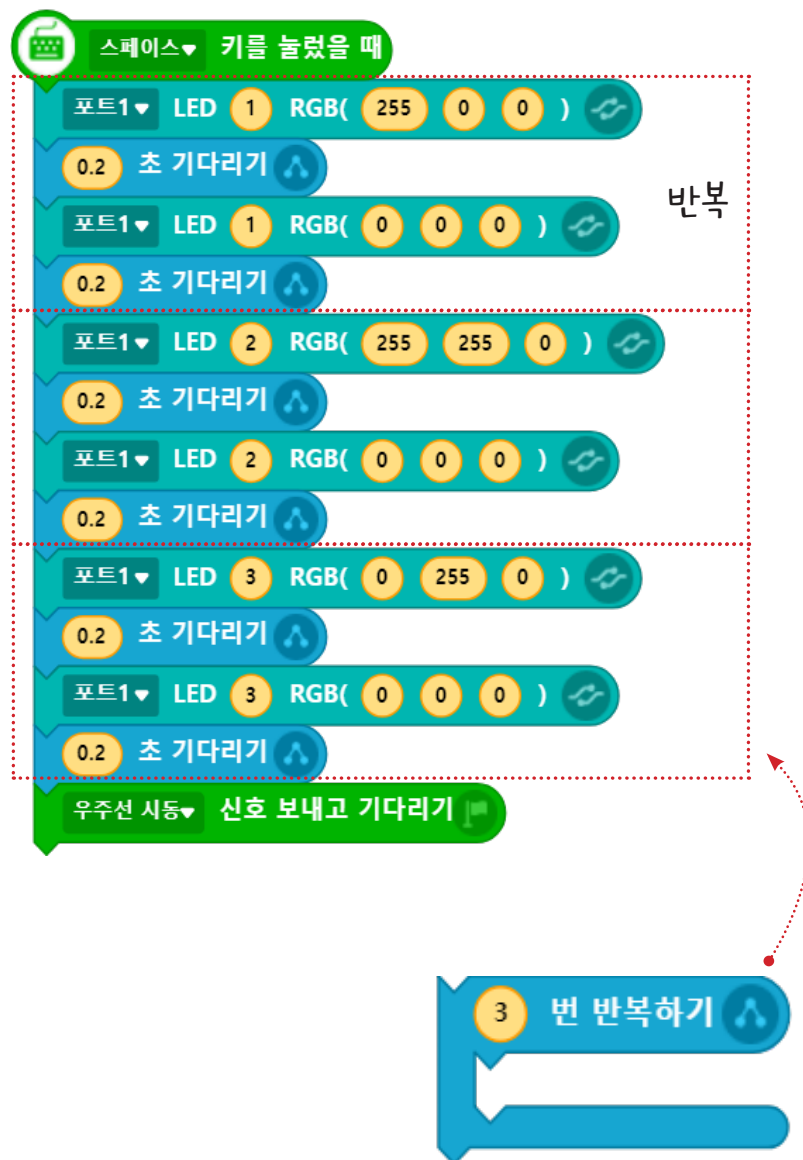 스페이스 키를 눌렀을 때
포트1 LED 1 RGB( 255 0 0 )
0.2 초 기다리기
반복
포트1 LED 1 RGB( 0 0 0 )
0.2 초 기다리기
포트1 LED 2 RGB( 255 255 0 )
0.2 초 기다리기
포트1 LED 2 RGB( 0 0 0 )
0.2 초 기다리기
포트1 LED 3 RGB( 0 255 0 )
0.2 초 기다리기
포트1 LED 3 RGB( 0 0 0 )
0.2 초 기다리기
우주선 시동 신호 보내고 기다리기
3 번 반복하기